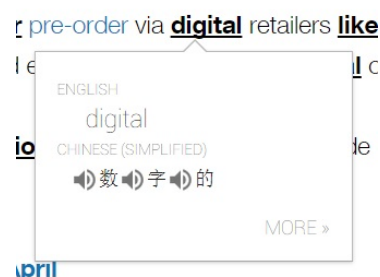 r pre-order via digital retailers like
ENGLISH
digital
CHINESE (SIMPLIFIED)
数字的
MORE »
April